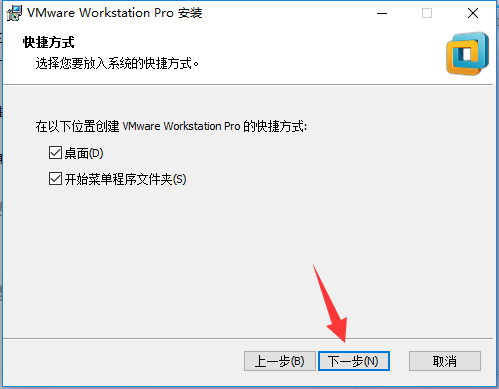 VMware Workstation Pro 安装
快捷方式
选择您要放入系统的快捷方式。
在以下位置创建 VMware Workstation Pro 的快捷方式:
桌面(D)
开始菜单程序文件夹(S)
上一步(B) 下一步(N) 取消